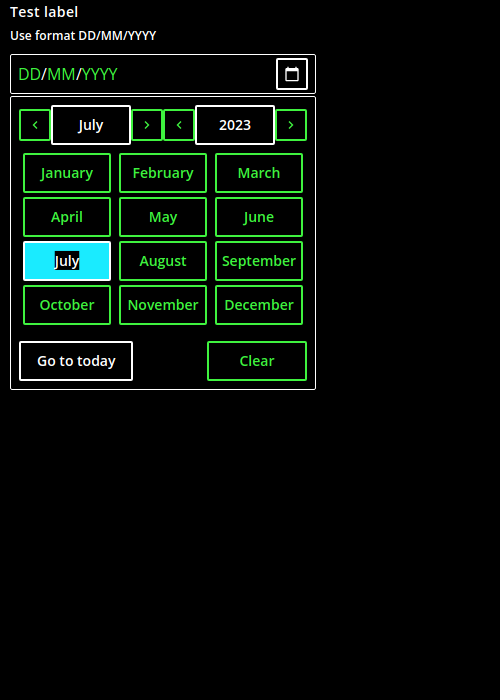 Test label
Use format DD/MM/YYYY
DD/MM/YYYY
July 2023
January February March
April May June
July August September
October November December
Go to today Clear